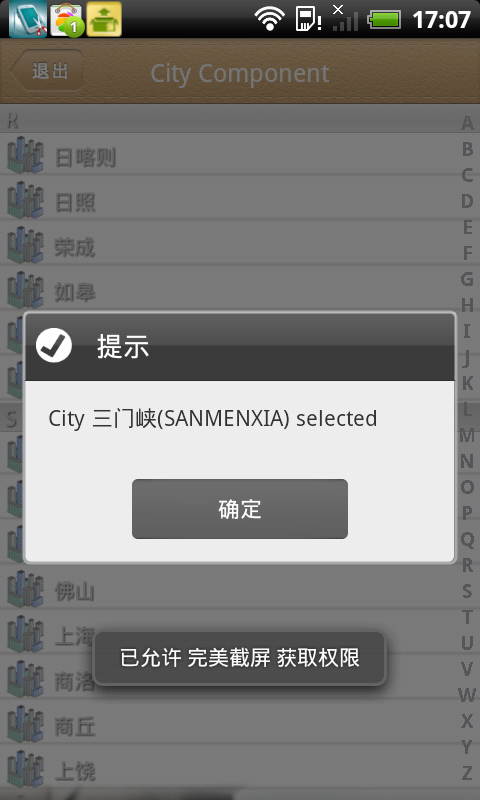 1
17:07
退出
City Component
R
A
日喀则
B
C
日照
D
E
荣成
F
G
如皋
H
I
提示
J
K
City 三门峡(SANMENXIA) selected
S
L
M
N
确定
O
P
Q
R
佛山
S
T
上海
U
已允许 完美截屏 获取权限
V
商洛
W
商丘
X
Y
上饶
Z